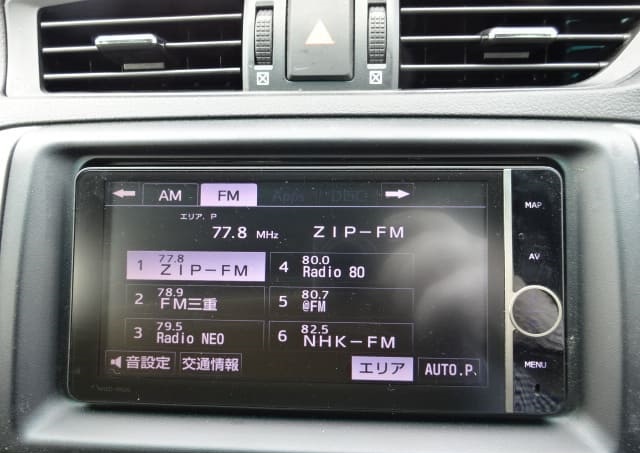 MAP
AM FM Apps DISC
エリア. P
77.8 MHz ZIP-FM
AV
1 77.8 ZIP-FM
4 80.0 Radio 80
2 78.9 FM三重
5 80.7 @FM
3 79.5 Radio NEO
6 82.5 NHK-FM
音設定 交通情報 エリア AUTO.P.
MENU